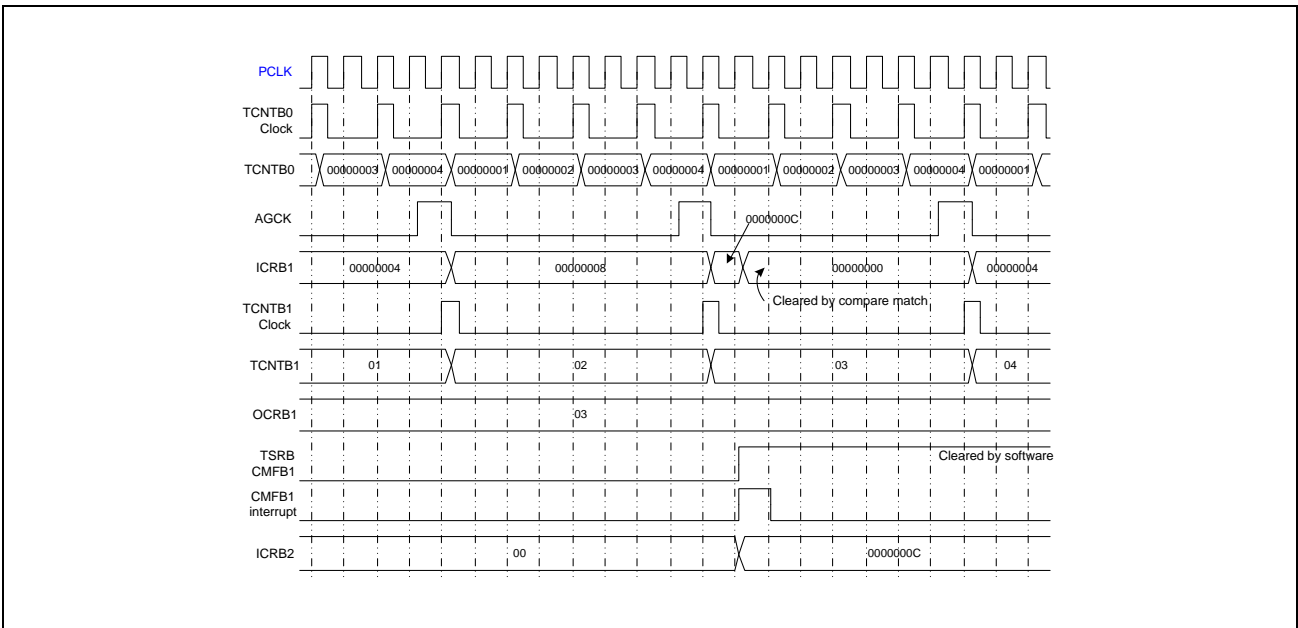 PCLK
TCNTB0
Clock
TCNTB0 00000003 00000004 00000001 00000002 00000003 00000004 00000001 00000002 00000003 00000004 00000001
AGCK 0000000C
ICRB1 00000004 00000008 00000000 00000004
Cleared by compare match
TCNTB1
Clock
TCNTB1 01 02 03 04
OCRB1 03
TSRB
CMFB1
Cleared by software
CMFB1
interrupt
ICRB2 00 0000000C